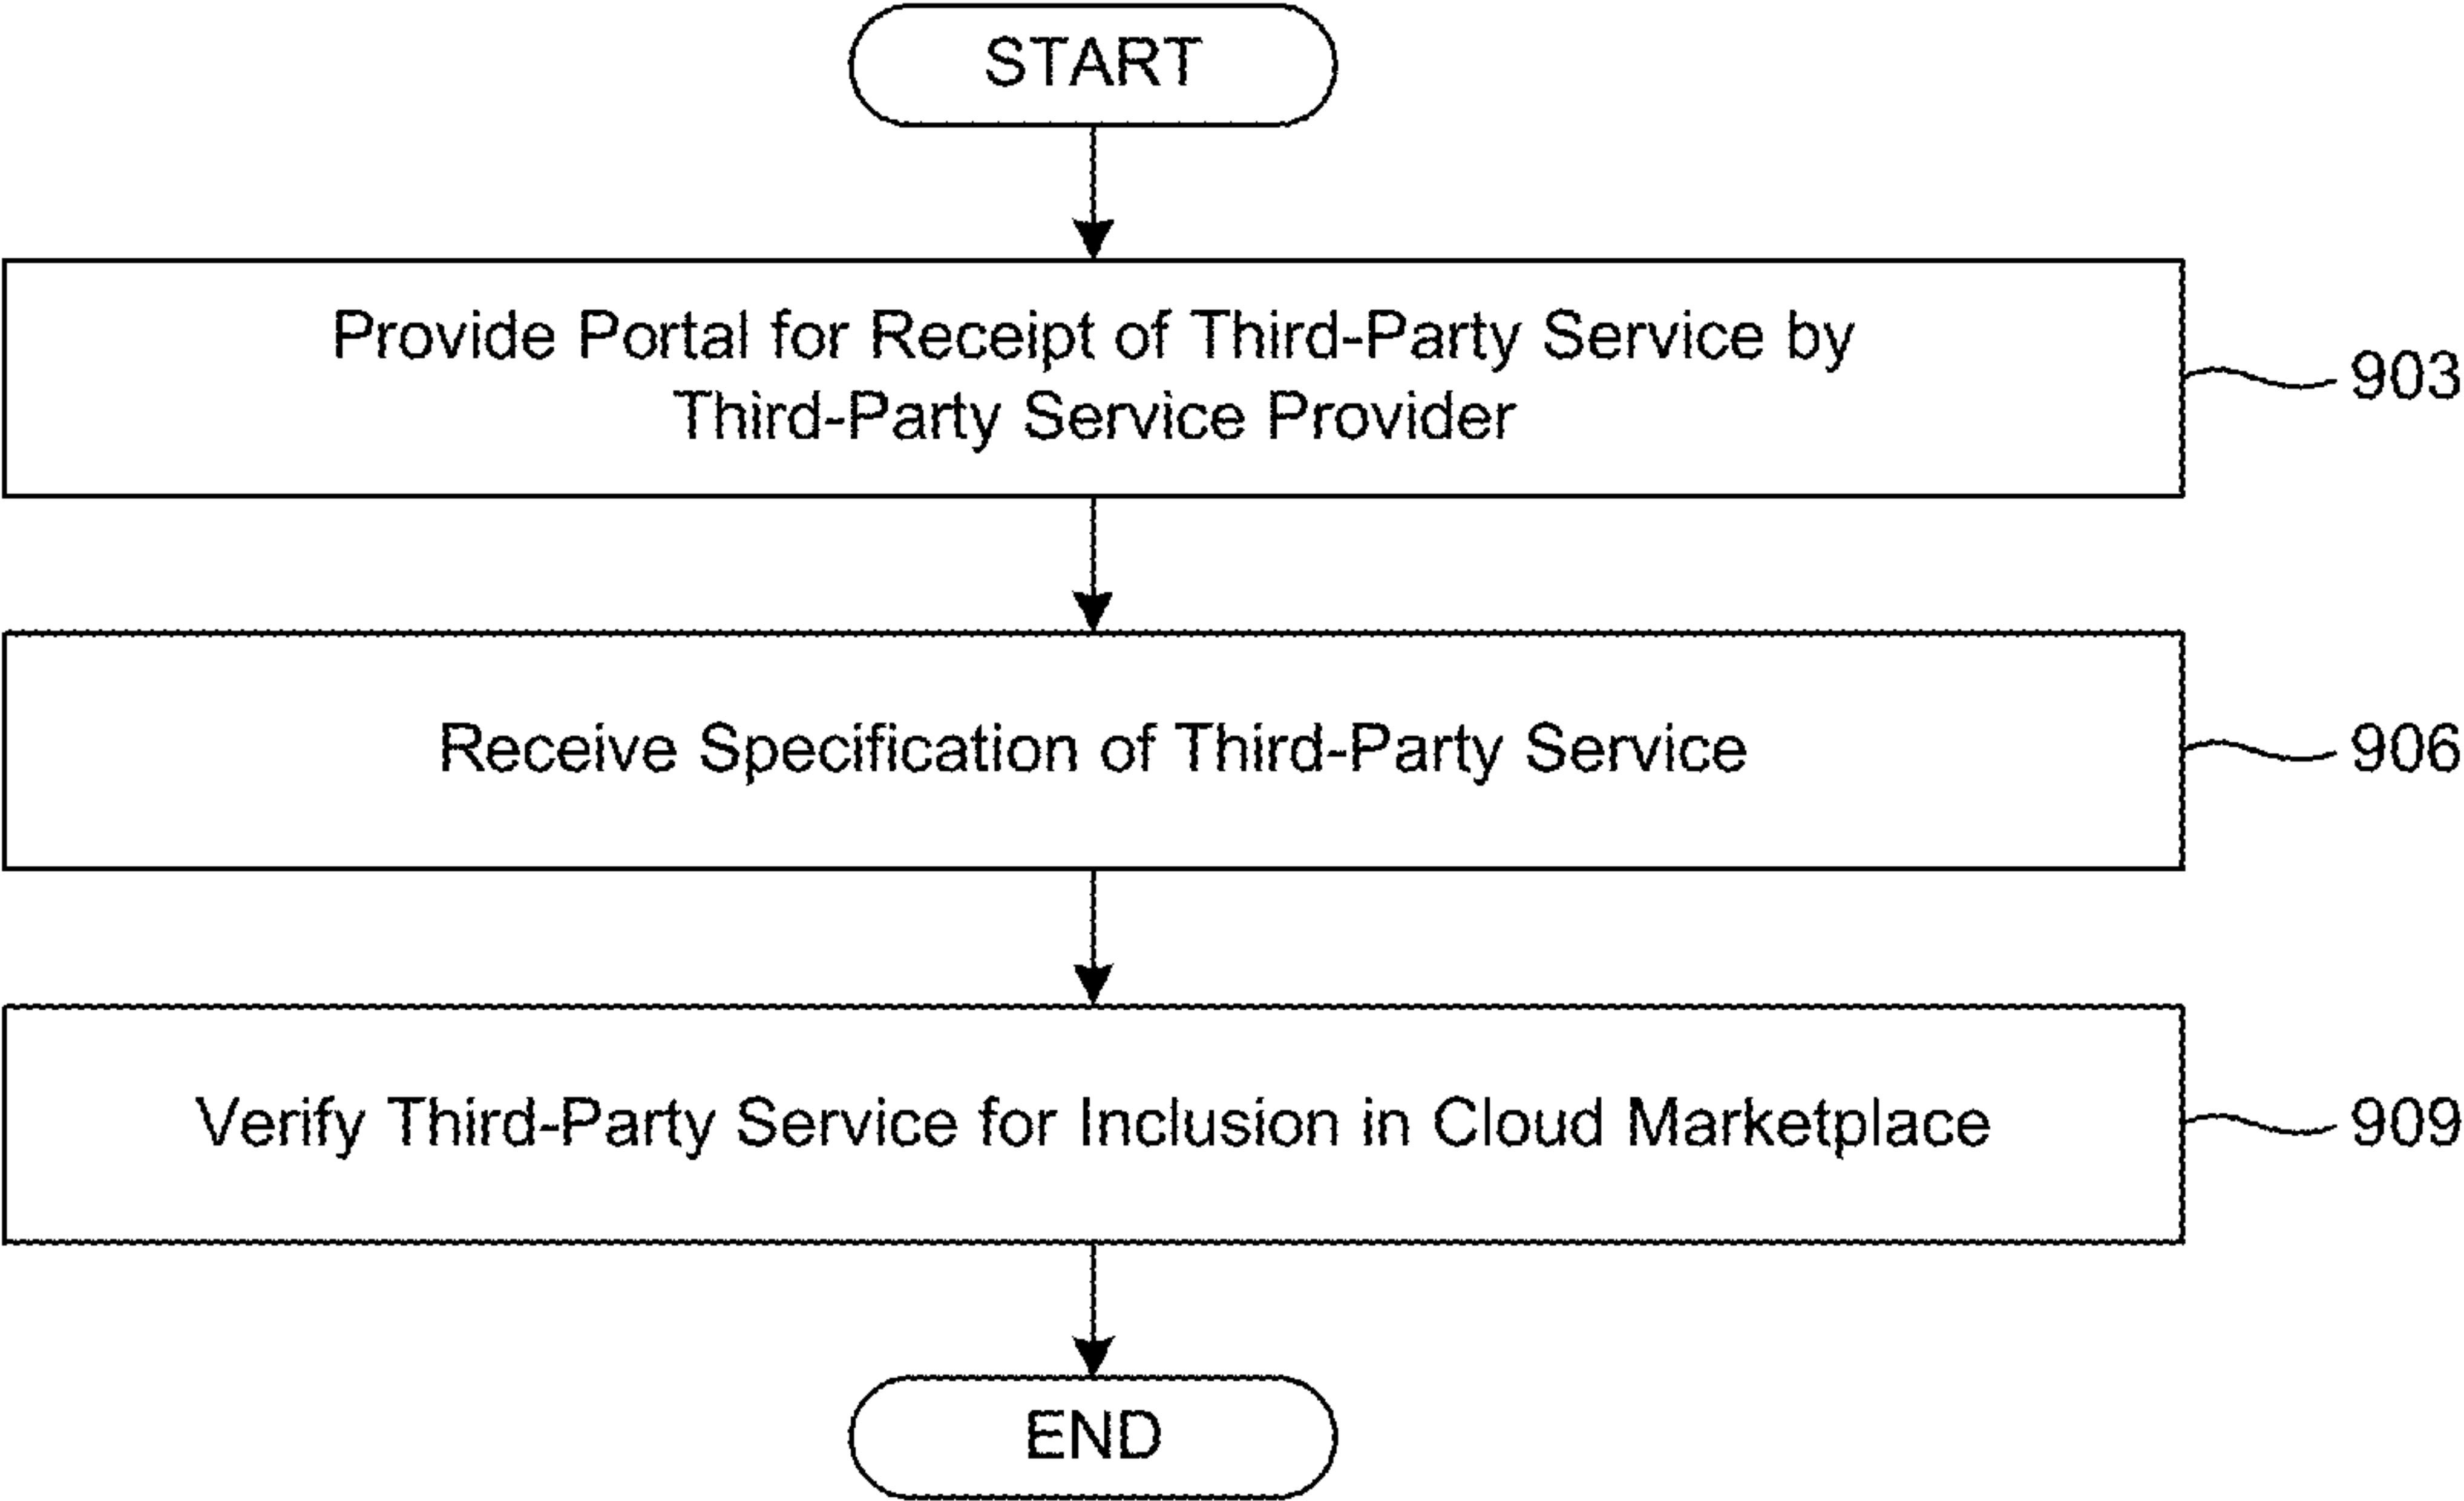 START
Provide Portal for Receipt of Third-Party Service by
Third-Party Service Provider
903
Receive Specification of Third-Party Service
906
Verify Third-Party Service for Inclusion in Cloud Marketplace
909
END